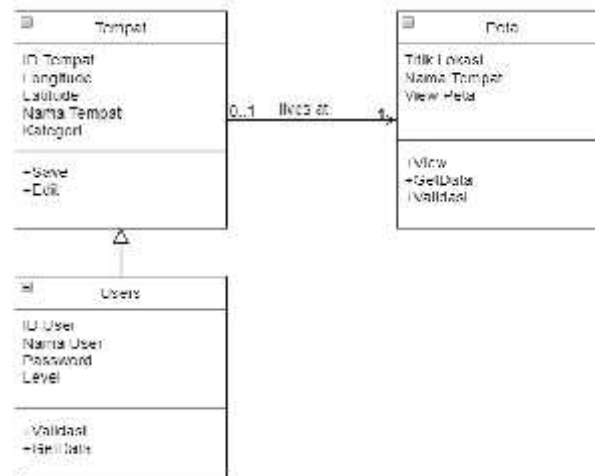 Tempat
ID Tempat
Longitude
Latitude
Nama Tempat
Kategori
+Save
+Edit
0..1 lives at 1
Peta
Titik Lokasi
Nama Tempat
View Peta
+View
+GetData
+Validasi
Users
ID User
Nama User
Password
Level
+Validasi
+GetData